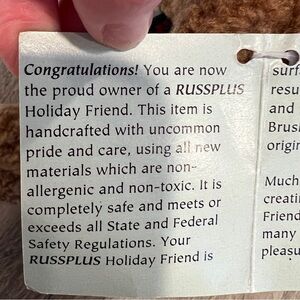 Congratulations! You are now
the proud owner of a RUSSPLUS
Holiday Friend. This item is
handcrafted with uncommon
pride and care, using all new
materials which are non-
allergenic and non-toxic. It is
completely safe and meets or
exceeds all State and Federal
Safety Regulations. Your
RUSSPLUS Holiday Friend is
surf
resu
and
Brus
origin
Much
creati
Friend
many
pleasu